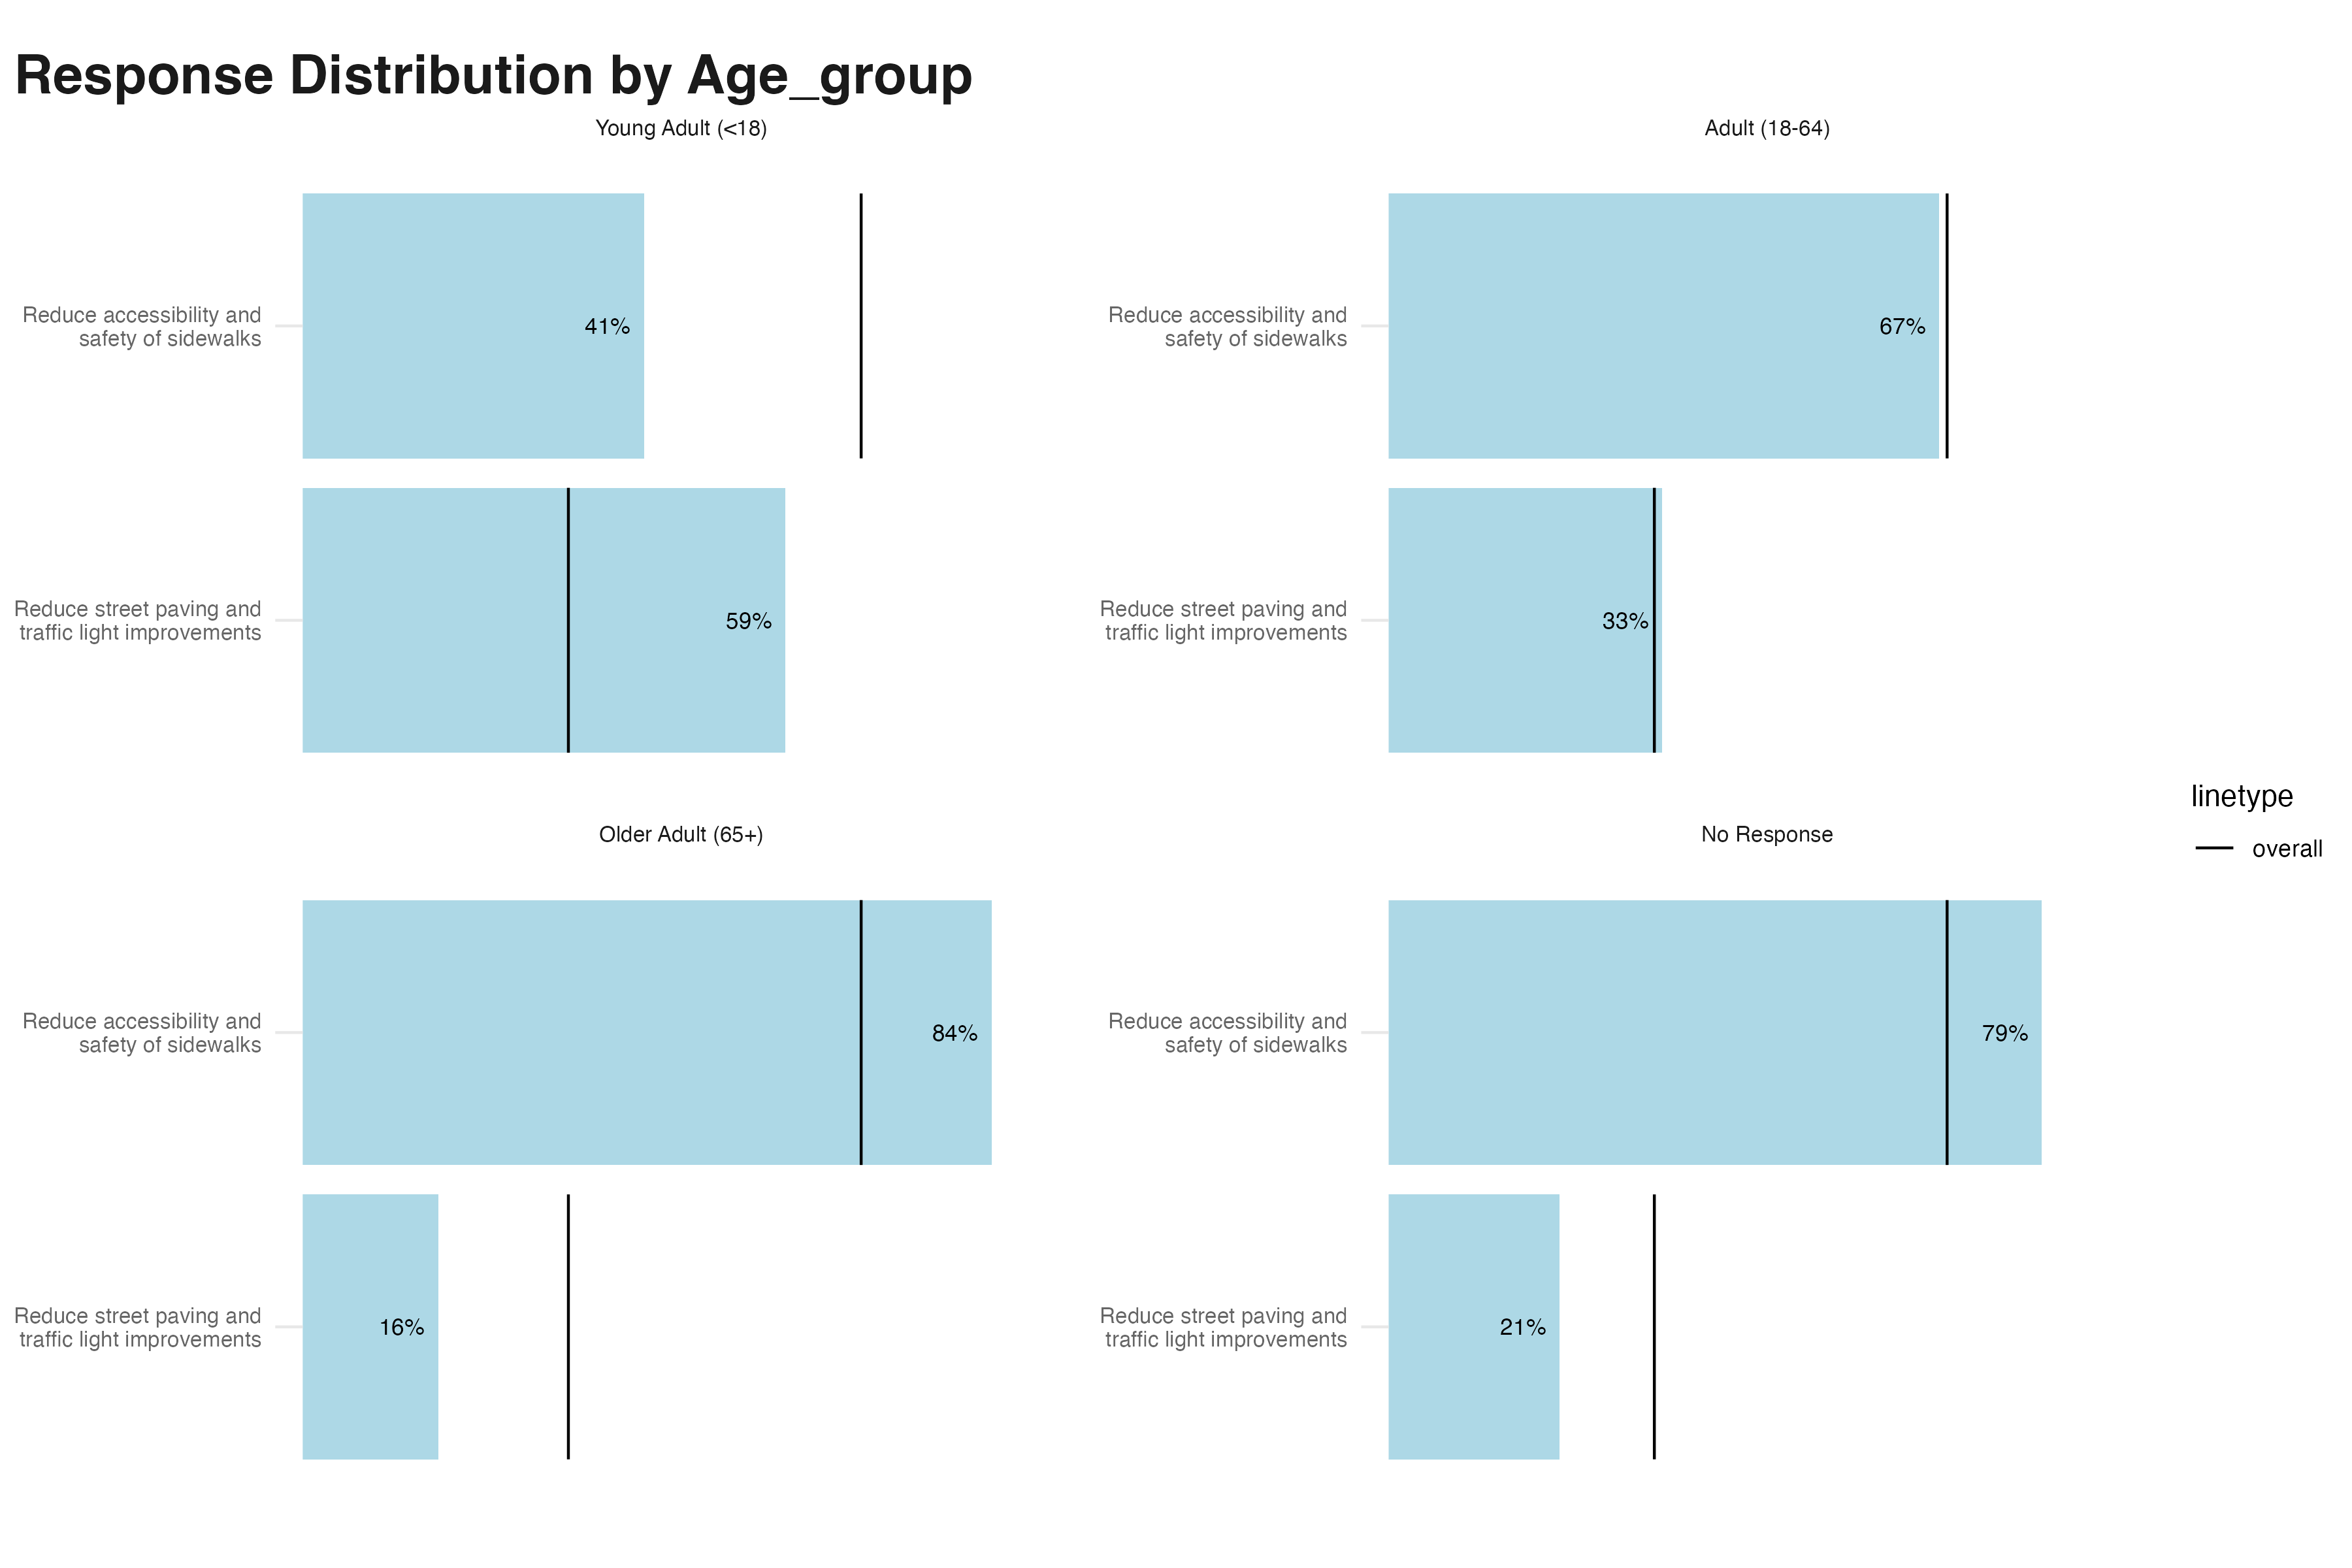 Response Distribution by Age_group
Young Adult (<18)
Reduce accessibility and
safety of sidewalks
41%
Reduce street paving and
traffic light improvements
59%
Adult (18-64)
Reduce accessibility and
safety of sidewalks
67%
Reduce street paving and
traffic light improvements
33%
Older Adult (65+)
Reduce accessibility and
safety of sidewalks
84%
Reduce street paving and
traffic light improvements
16%
No Response
Reduce accessibility and
safety of sidewalks
79%
Reduce street paving and
traffic light improvements
21%
linetype
overall